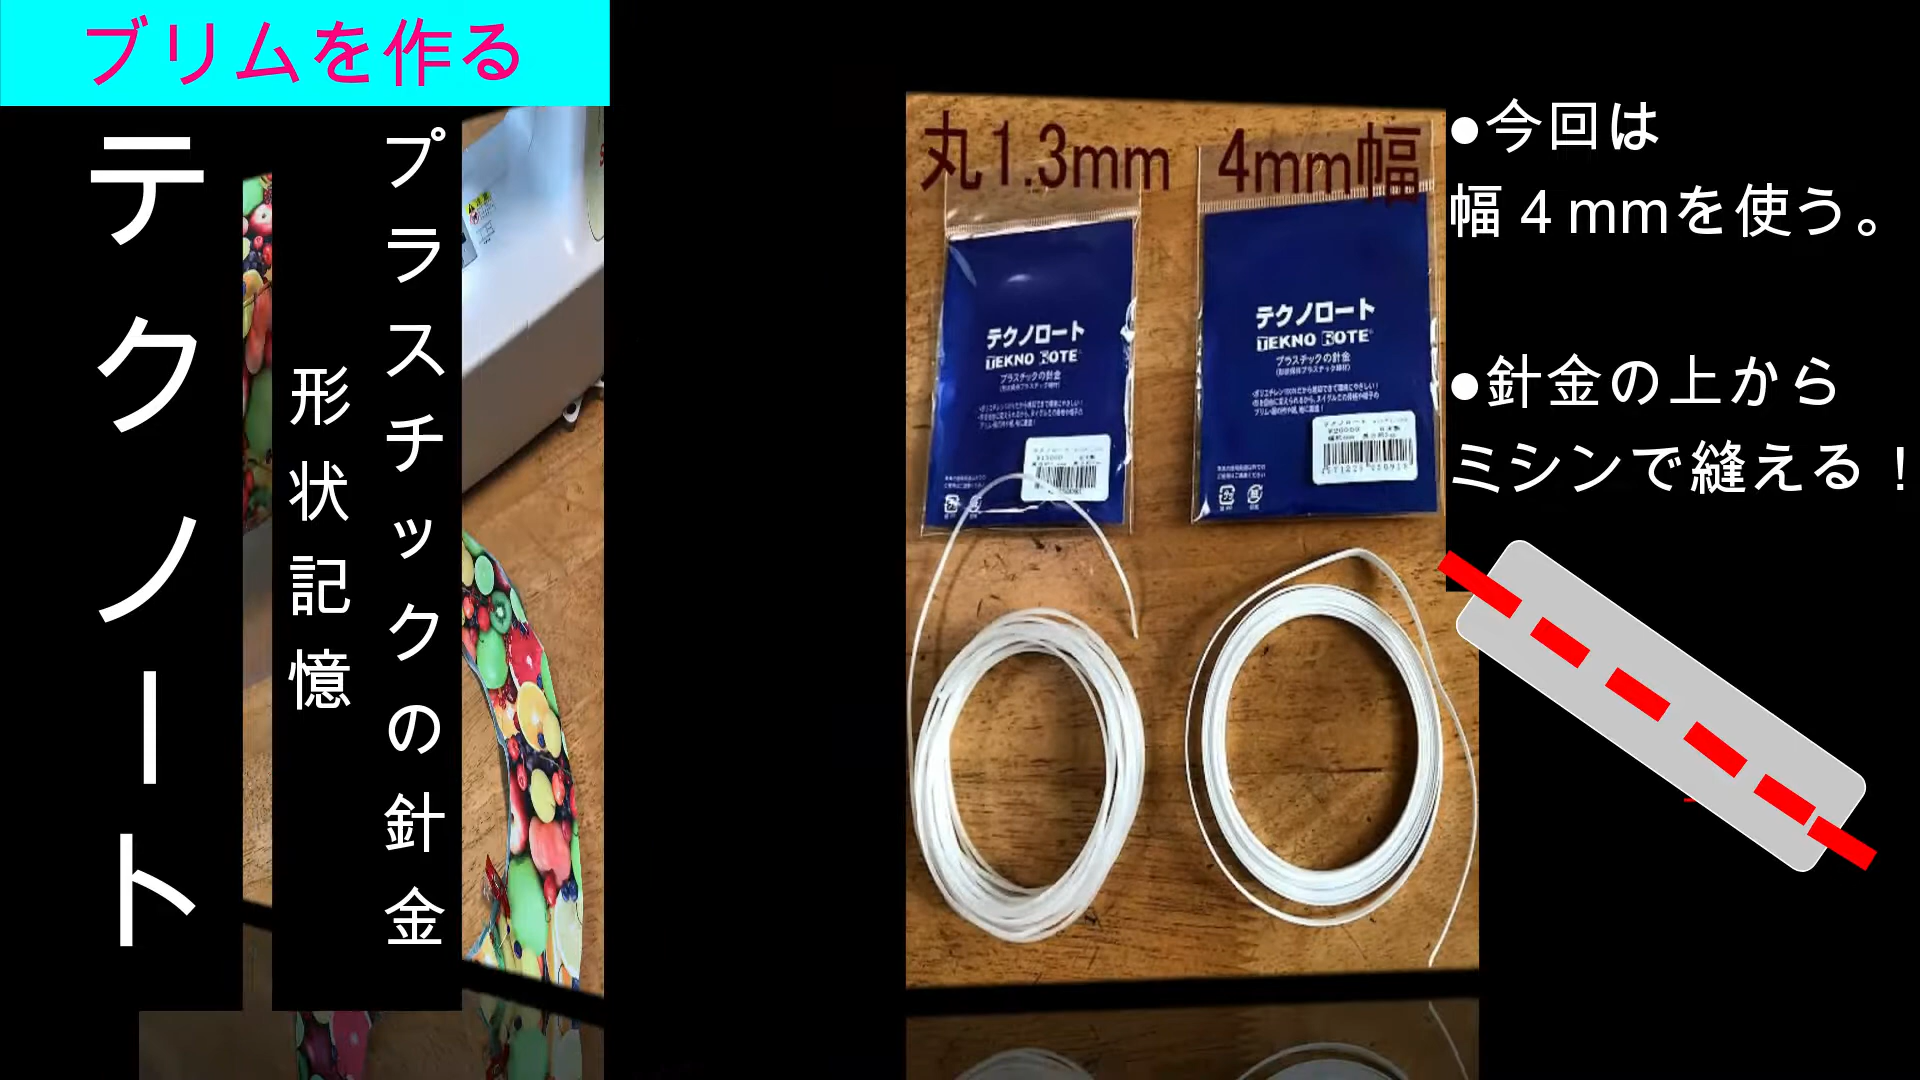 ブリムを作る
テクノート
プラスチックの針金
形状記憶
丸1.3mm
4mm幅
テクノロート
TEKNO ROTE
プラスチックの針金
テクノロート
TEKNO ROTE
プラスチックの針金
●今回は
幅４mmを使う。
●針金の上から
ミシンで縫える！